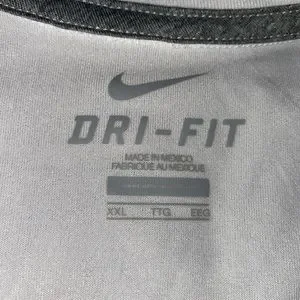 DRI-FIT
MADE IN MEXICO
FABRIQUÉ AU MEXIQUE
XXL TTG EEG